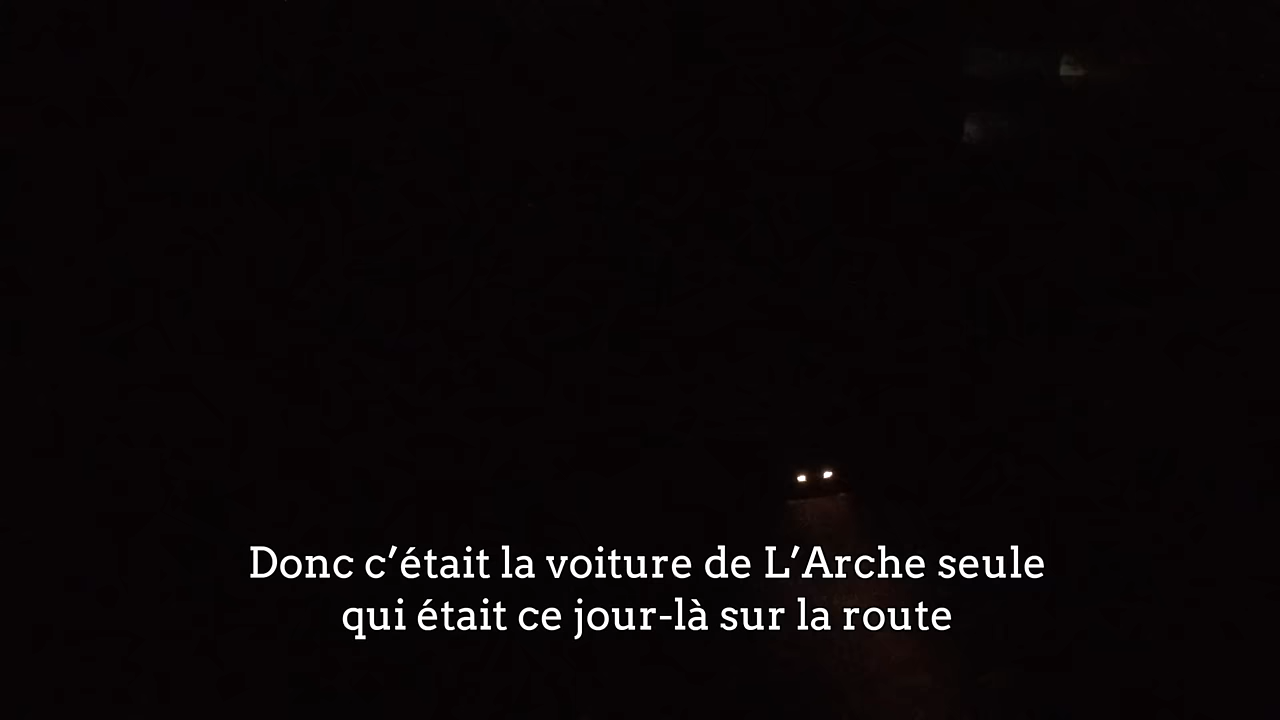 Donc c’était la voiture de L’Arche seule
qui était ce jour-là sur la route